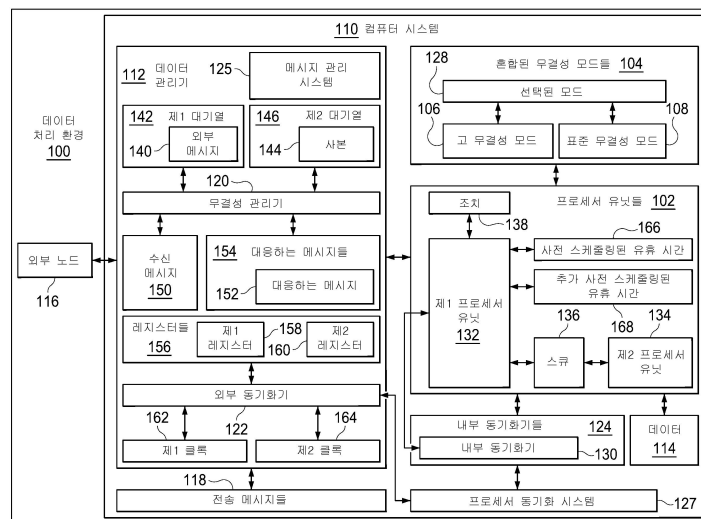 110 컴퓨터 시스템
데이터
처리 환경
100
외부 노드
116
112 데이터
관리기
125
메시지 관리
시스템
142 제1 대기열
140
외부
메시지
146 제2 대기열
144
사본
120
무결성 관리기
수신
메시지
150
154 대응하는 메시지들
152
대응하는 메시지
레지스터들
156
제1
레지스터
158
160
제2
레지스터
외부 동기화기
122
162
제1 클록
제2 클록
164
118
전송 메시지들
혼합된 무결성 모드들 104
128
선택된 모드
106
고 무결성 모드
표준 무결성 모드
108
프로세서 유닛들 102
조치
138
166
사전 스케줄링된 유휴 시간
추가 사전 스케줄링된
유휴 시간
168
제1 프로세서
유닛
132
136
스큐
134
제2 프로세서
유닛
내부 동기화기들 124
내부 동기화기
130
데이터
114
프로세서 동기화 시스템
127